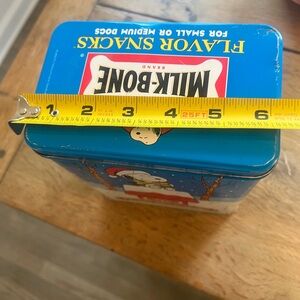 FOR SMALL OR MEDIUM DOGS
FLAVOR SNACKS
BRAND
MILK-BONE
1 2 3 4 25FT 5 6